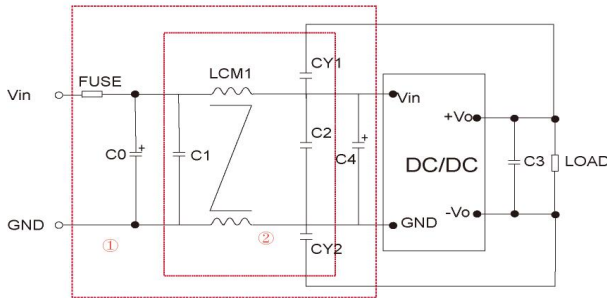 CY1
LCM1
FUSE
Vin
Vin
+Vo
C0
+
C1
C2
C4
+
DC/DC
C3
LOAD
-Vo
GND
GND
①
②
CY2